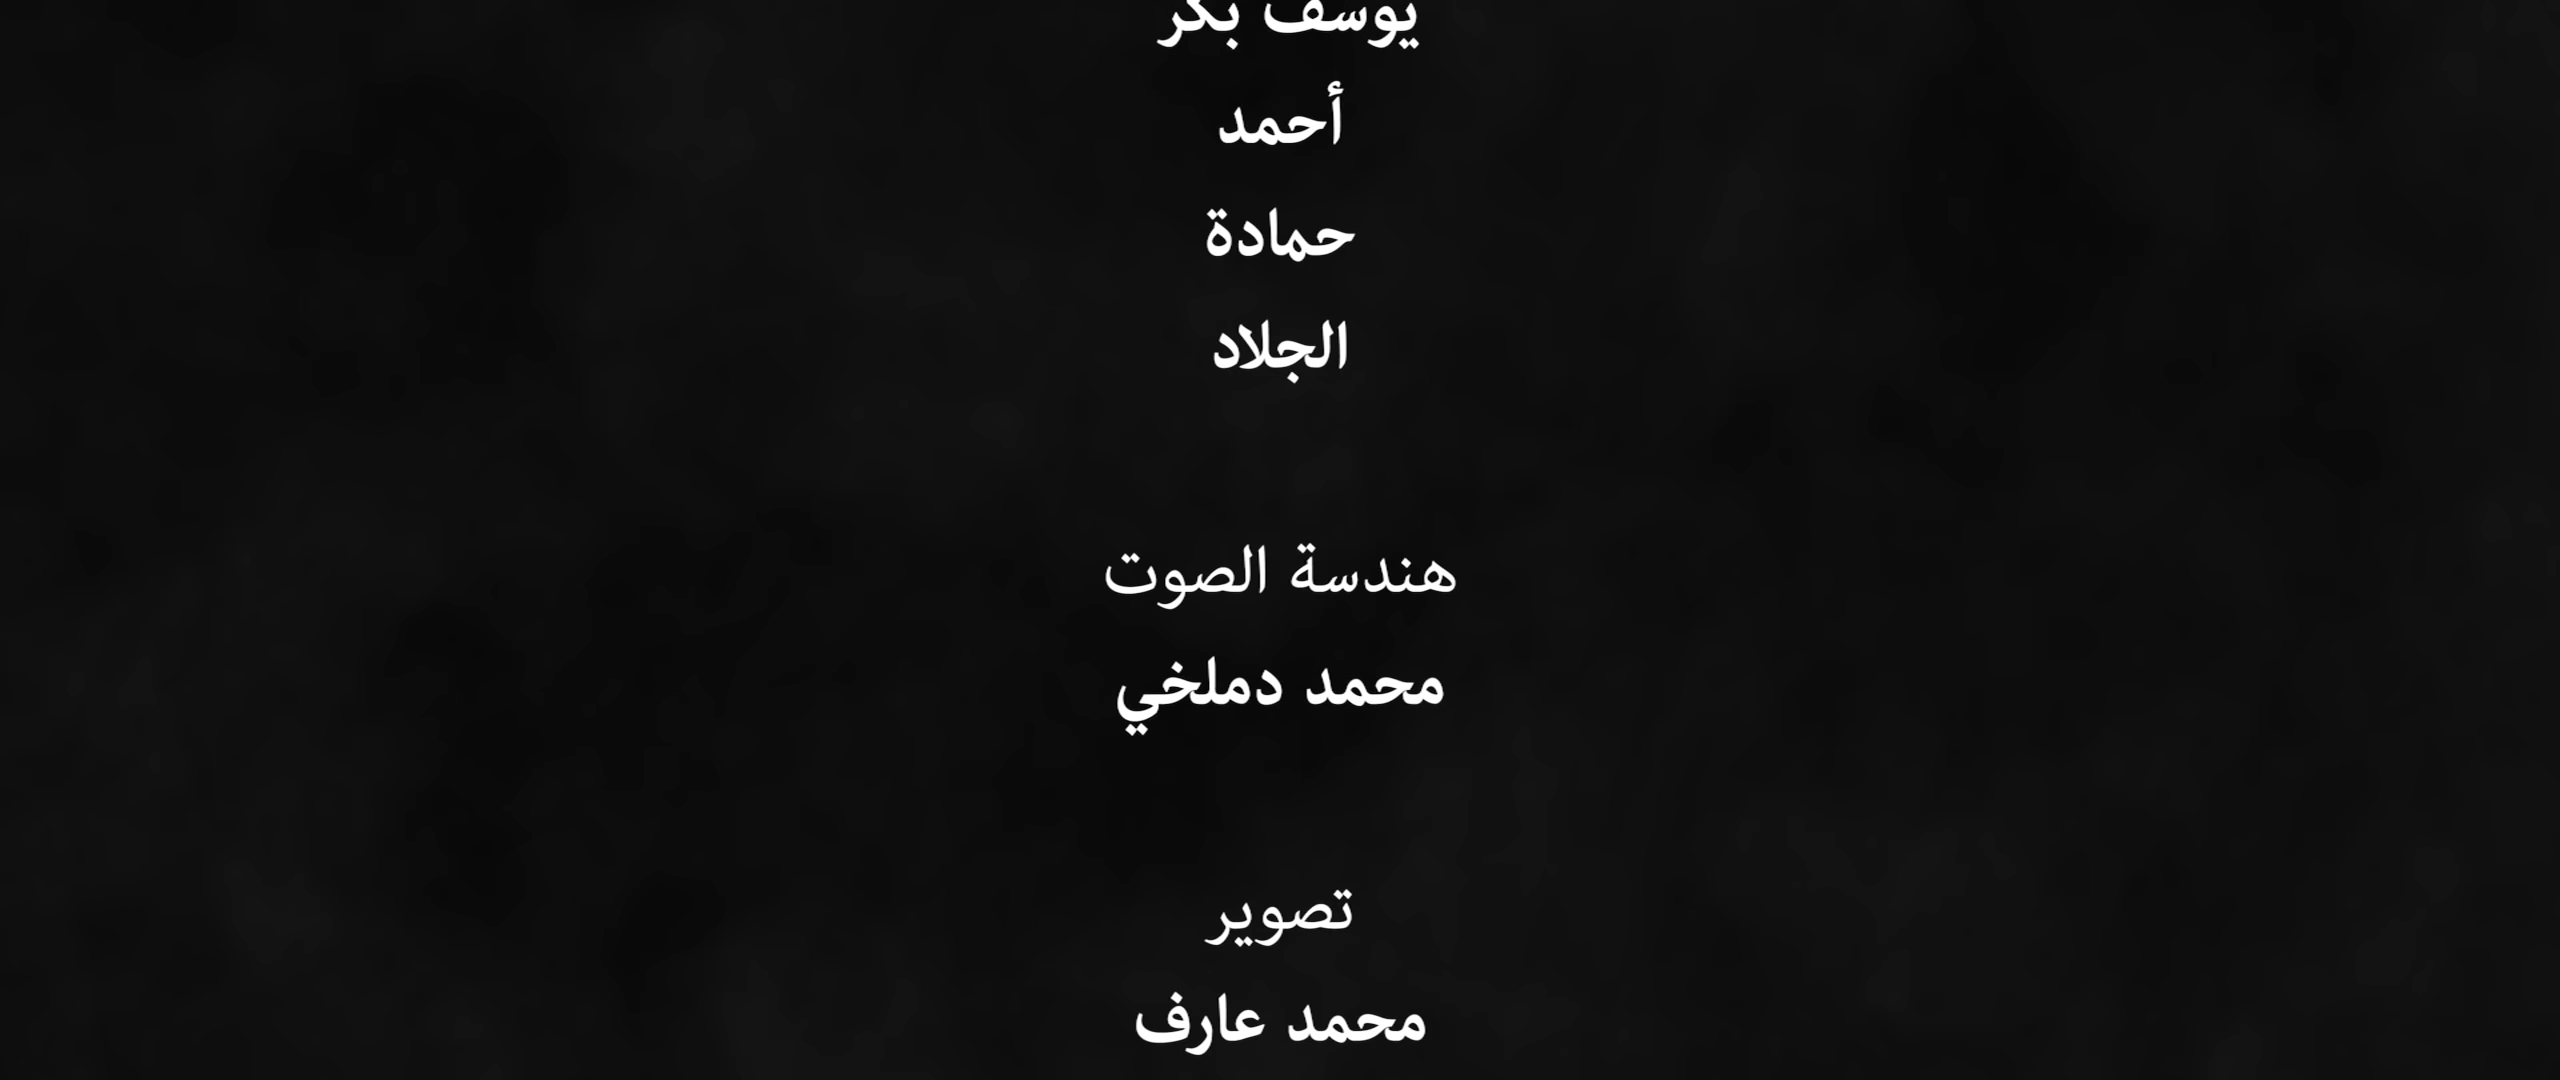 يوسف بكر
أحمد
حمادة
الجلاد
هندسة الصوت
محمد دملخي
تصوير
محمد عارف